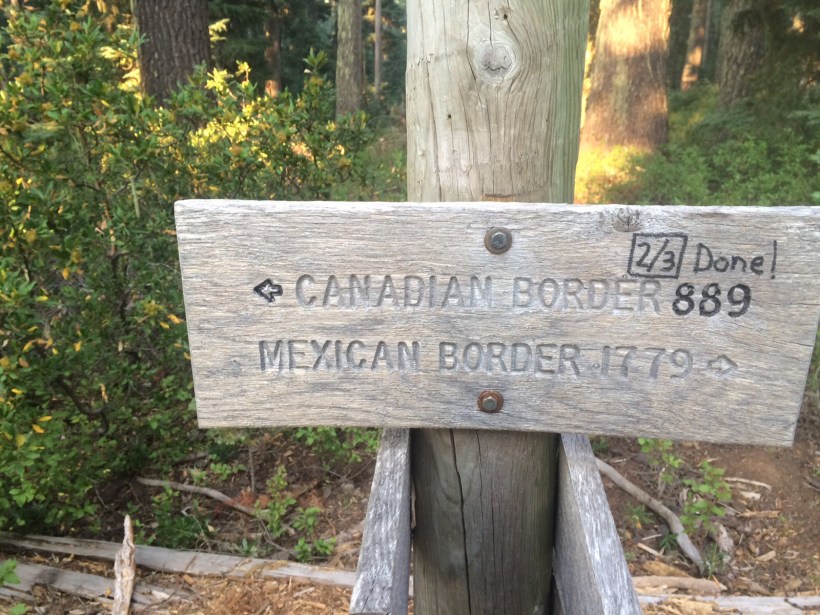 2/3 Done!
← CANADIAN BORDER 889
MEXICAN BORDER 1779 →